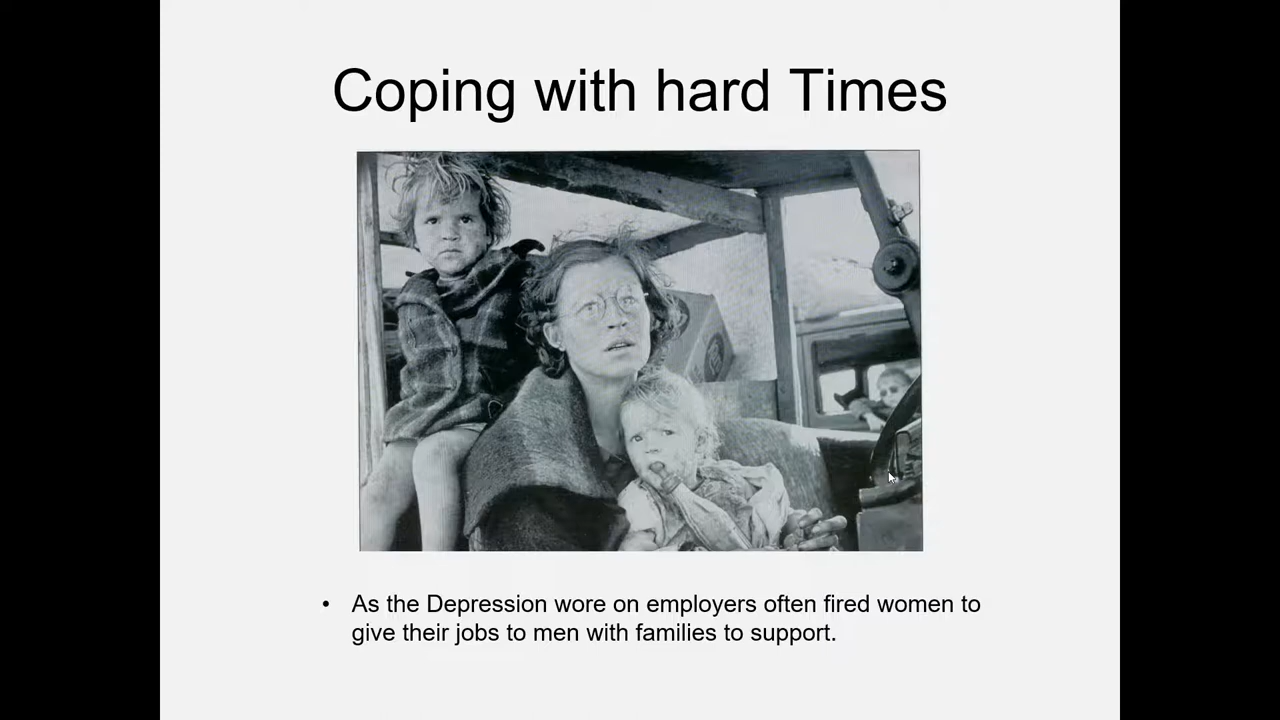 Coping with hard Times
• As the Depression wore on employers often fired women to
give their jobs to men with families to support.